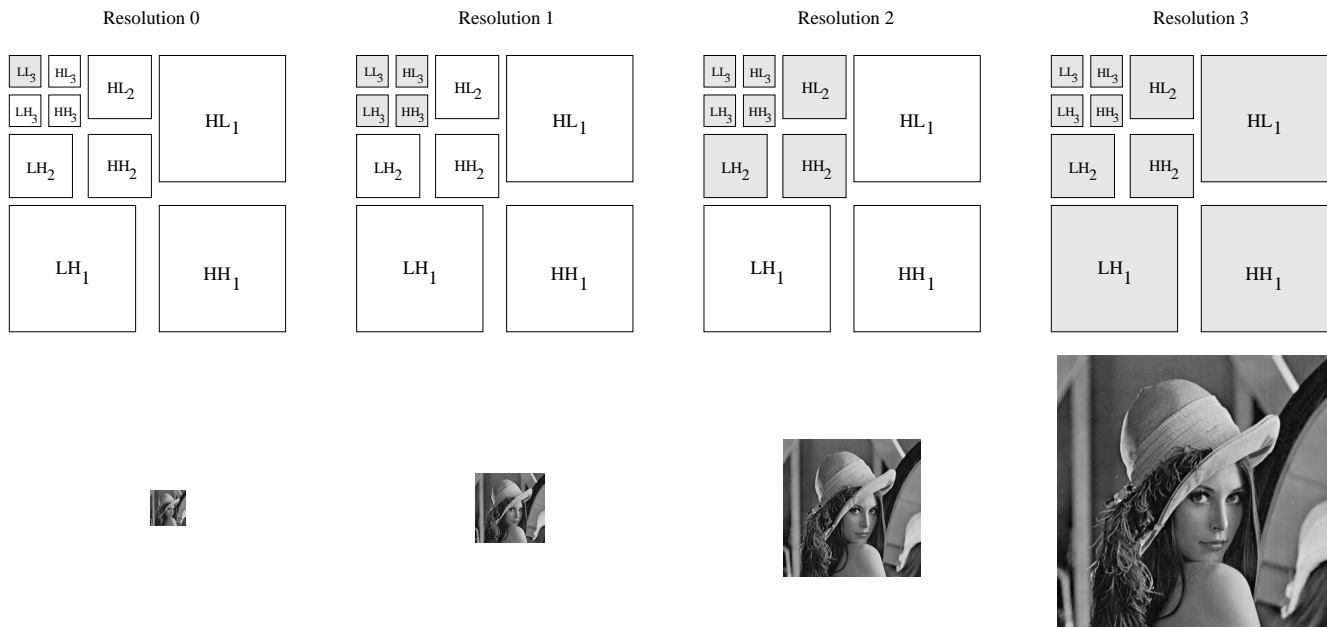 Resolution 0 Resolution 1 Resolution 2 Resolution 3
LL3 HL3 HL2 HL1 LL3 HL3 HL2 HL1 LL3 HL3 HL2 HL1 LL3 HL3 HL2 HL1
LH3 HH3 LH3 HH3 LH3 HH3 LH3 HH3
LH2 HH2 LH2 HH2 LH2 HH2 LH2 HH2
LH1 HH1 LH1 HH1 LH1 HH1 LH1 HH1